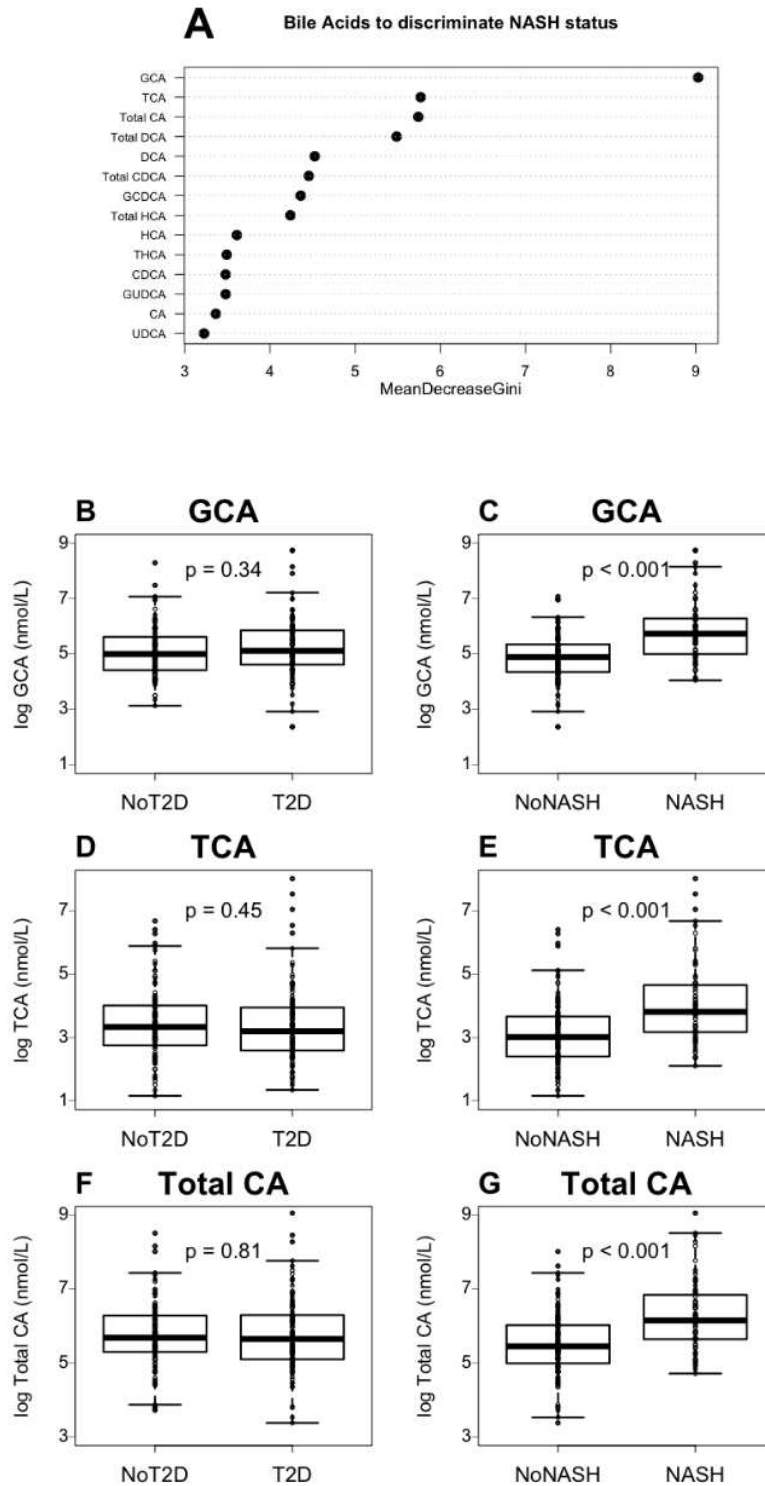 A Bile Acids to discriminate NASH status
GCA
TCA
Total CA
Total DCA
DCA
Total CDCA
GCDCA
Total HCA
HCA
THCA
CDCA
GUDCA
CA
UDCA
3 4 5 6 7 8 9
MeanDecreaseGini
B GCA
p = 0.34
9
7
5
3
1
log GCA (nmol/L)
NoT2D T2D
C GCA
p < 0.001
9
7
5
3
1
log GCA (nmol/L)
NoNASH NASH
D TCA
p = 0.45
7
5
3
1
log TCA (nmol/L)
NoT2D T2D
E TCA
p < 0.001
7
5
3
1
log TCA (nmol/L)
NoNASH NASH
F Total CA
p = 0.81
9
7
5
3
log Total CA (nmol/L)
NoT2D T2D
G Total CA
p < 0.001
9
7
5
3
log Total CA (nmol/L)
NoNASH NASH